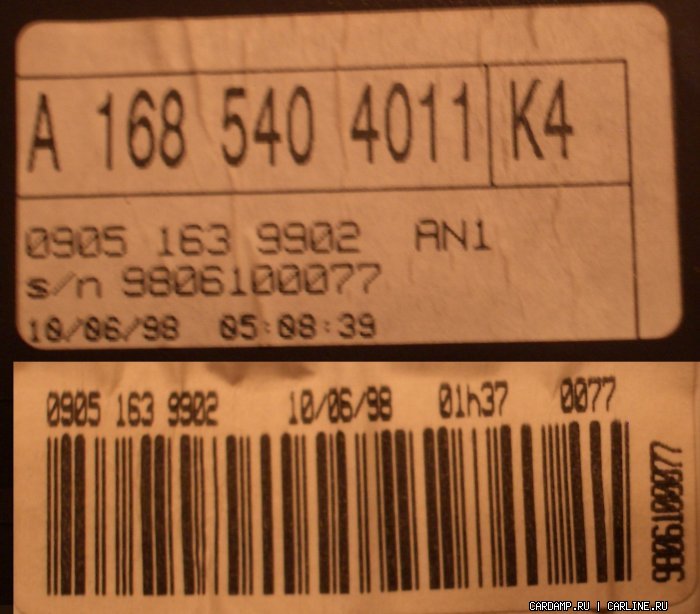 A 168 540 4011 K4
0905 163 9902 AN1
s/n 9806100077
10/06/98 05:08:39
0905 163 9902 10/06/98 01h37 0077
9806100077
CARDAMP.RU | CARLINE.RU